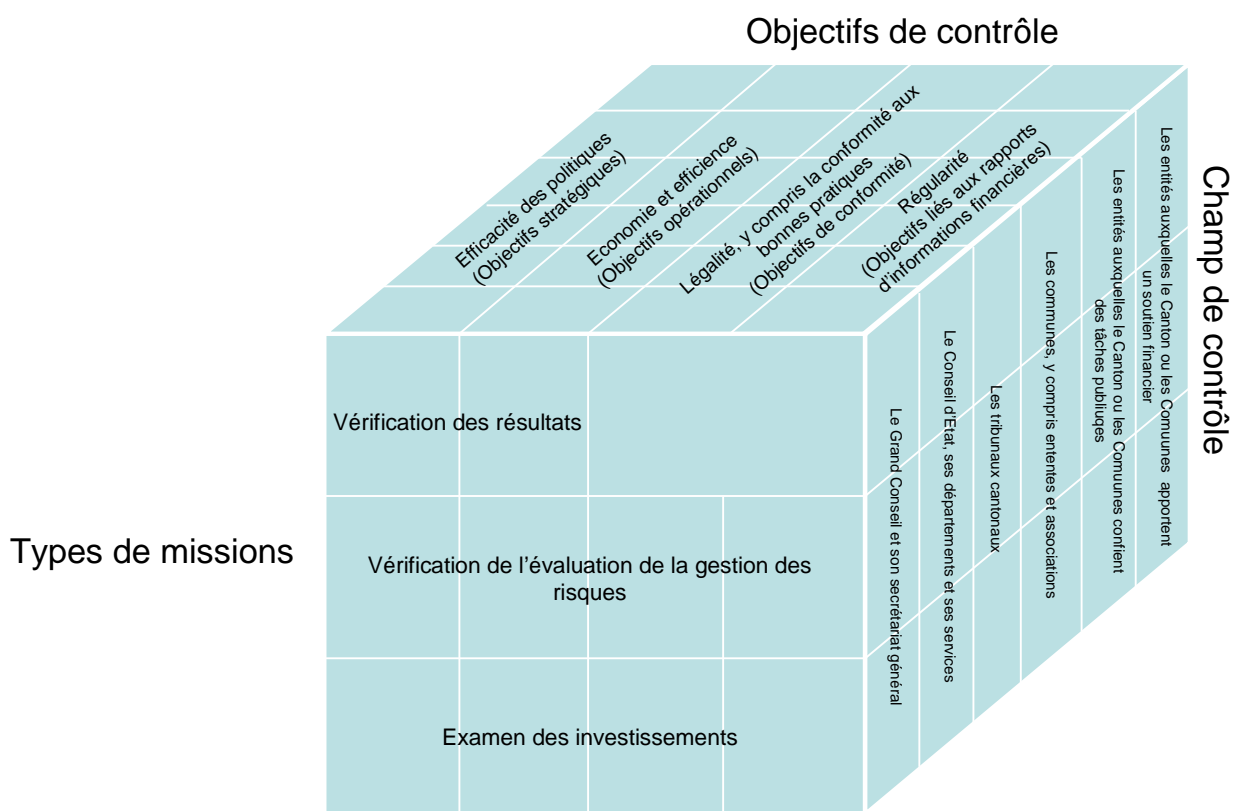 Objectifs de contrôle
Efficacité des politiques
(Objectifs stratégiques)
Economie et efficience
(Objectifs opérationnels)
Légalité, y compris la conformité aux
bonnes pratiques
(Objectifs de conformité)
Régularité
(Objectifs liés aux rapports
d’informations financières)
Champ de contrôle
Les entités auxquelles le Canton ou les Comuunes apportent
un soutien financier
Les entités auxquelles le Canton ou les Comuunes confient
des tâches publiuqes
Les communes, y compris ententes et associations
Les tribunaux cantonaux
Le Conseil d’Etat, ses départements et ses services
Le Grand Conseil et son secrétariat général
Types de missions
Vérification des résultats
Vérification de l’évaluation de la gestion des
risques
Examen des investissements